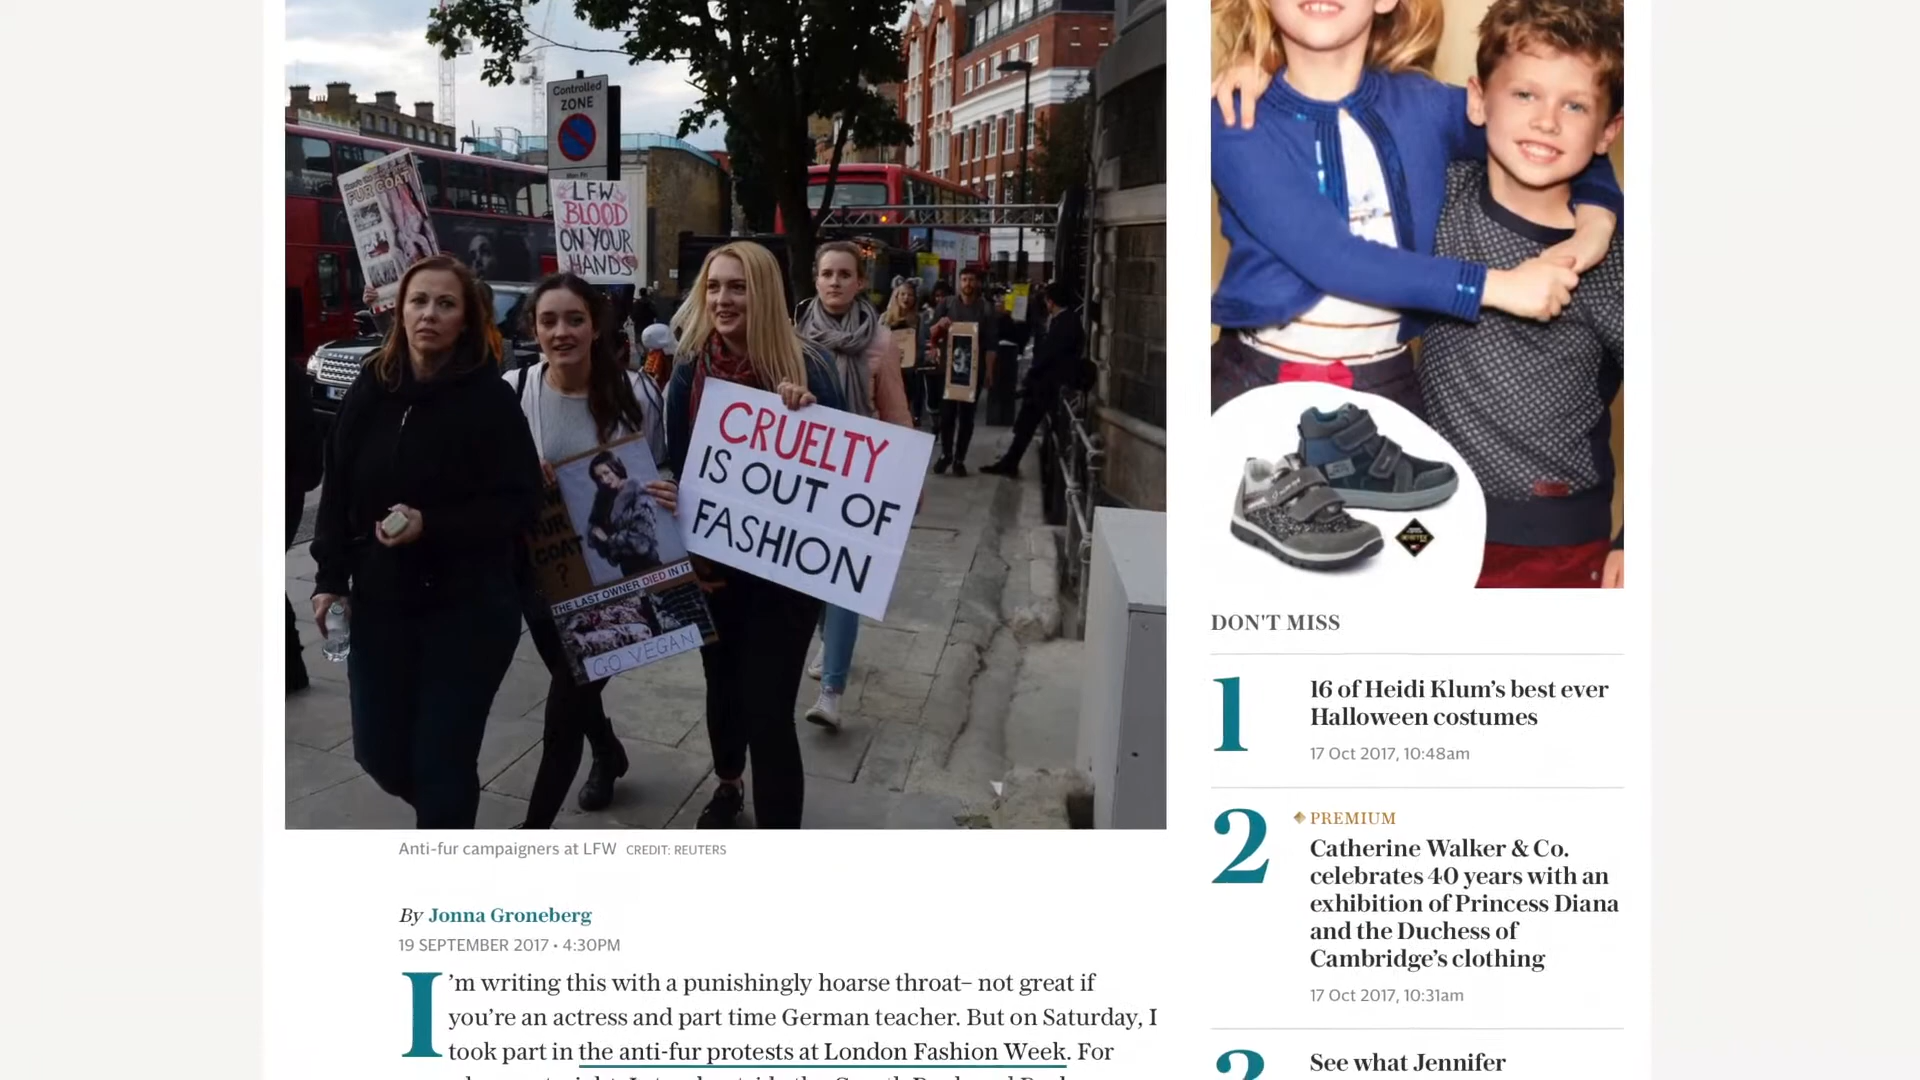 Controlled
ZONE
FUR COAT
LFW
BLOOD
ON YOUR
HANDS
CRUELTY
IS OUT OF
FASHION
FUR
COAT
?
THE LAST OWNER DIED IN IT
GO VEGAN
Anti-fur campaigners at LFW CREDIT: REUTERS
By Jonna Groneberg
19 SEPTEMBER 2017 • 4:30PM
I'm writing this with a punishingly hoarse throat– not great if
you're an actress and part time German teacher. But on Saturday, I
took part in the anti-fur protests at London Fashion Week. For
DON'T MISS
1
16 of Heidi Klum's best ever
Halloween costumes
17 Oct 2017, 10:48am
2
PREMIUM
Catherine Walker & Co.
celebrates 40 years with an
exhibition of Princess Diana
and the Duchess of
Cambridge's clothing
17 Oct 2017, 10:31am
3
See what Jennifer